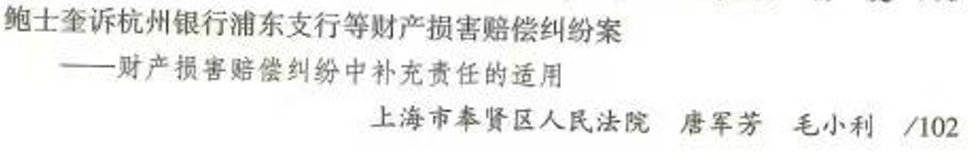 鲍士奎诉杭州银行浦东支行等财产损害赔偿纠纷案
——财产损害赔偿纠纷中补充责任的适用
上海市奉贤区人民法院 唐军芳 毛小利 /102